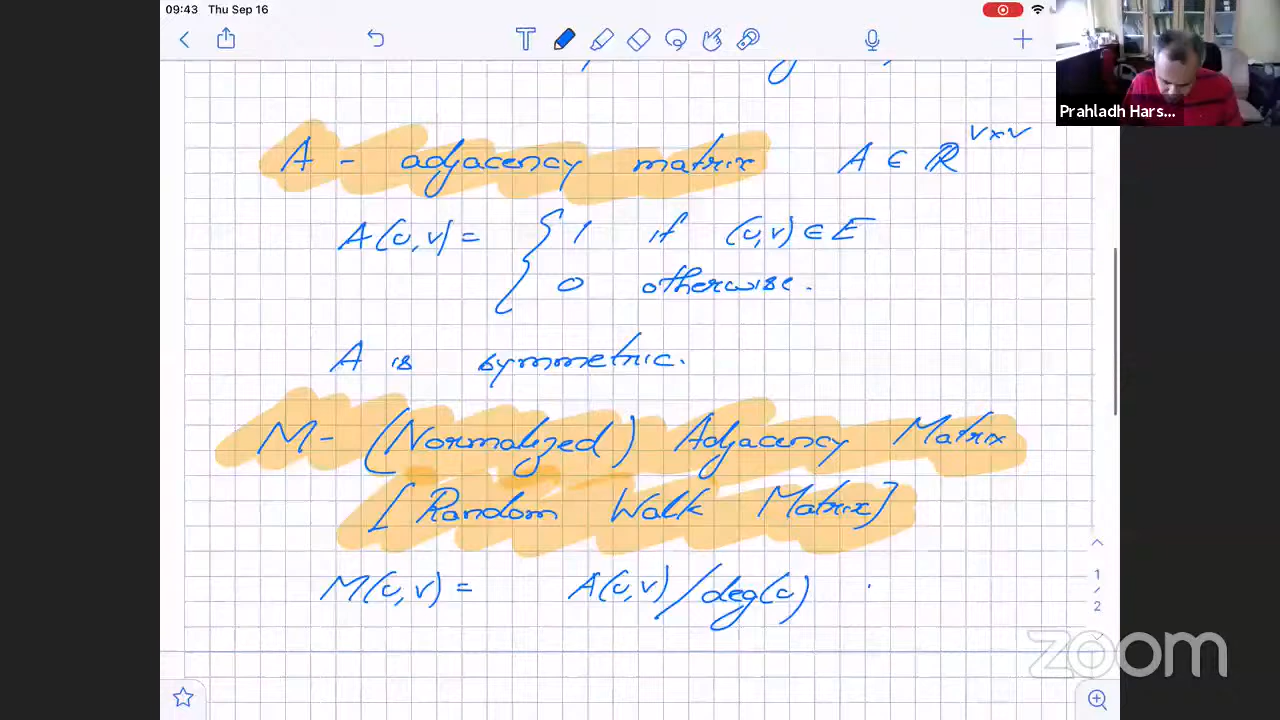 09:43 Thu Sep 16
Prahladh Hars...
A - adjacency matrix A ∈ ℝ^{V×V}
A(u,v) = { 1 if (u,v) ∈ E
0 otherwise.
A is symmetric.
M - (Normalized) Adjacency Matrix
[Random Walk Matrix]
M(u,v) = A(u,v)/deg(u)
1
/
2
zoom